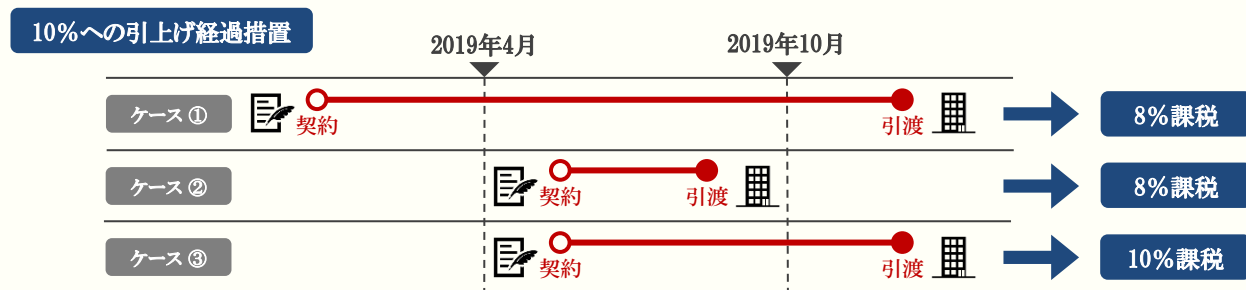 10%への引上げ経過措置
2019年4月
2019年10月
ケース①
契約
引渡
8%課税
ケース②
契約
引渡
8%課税
ケース③
契約
引渡
10%課税